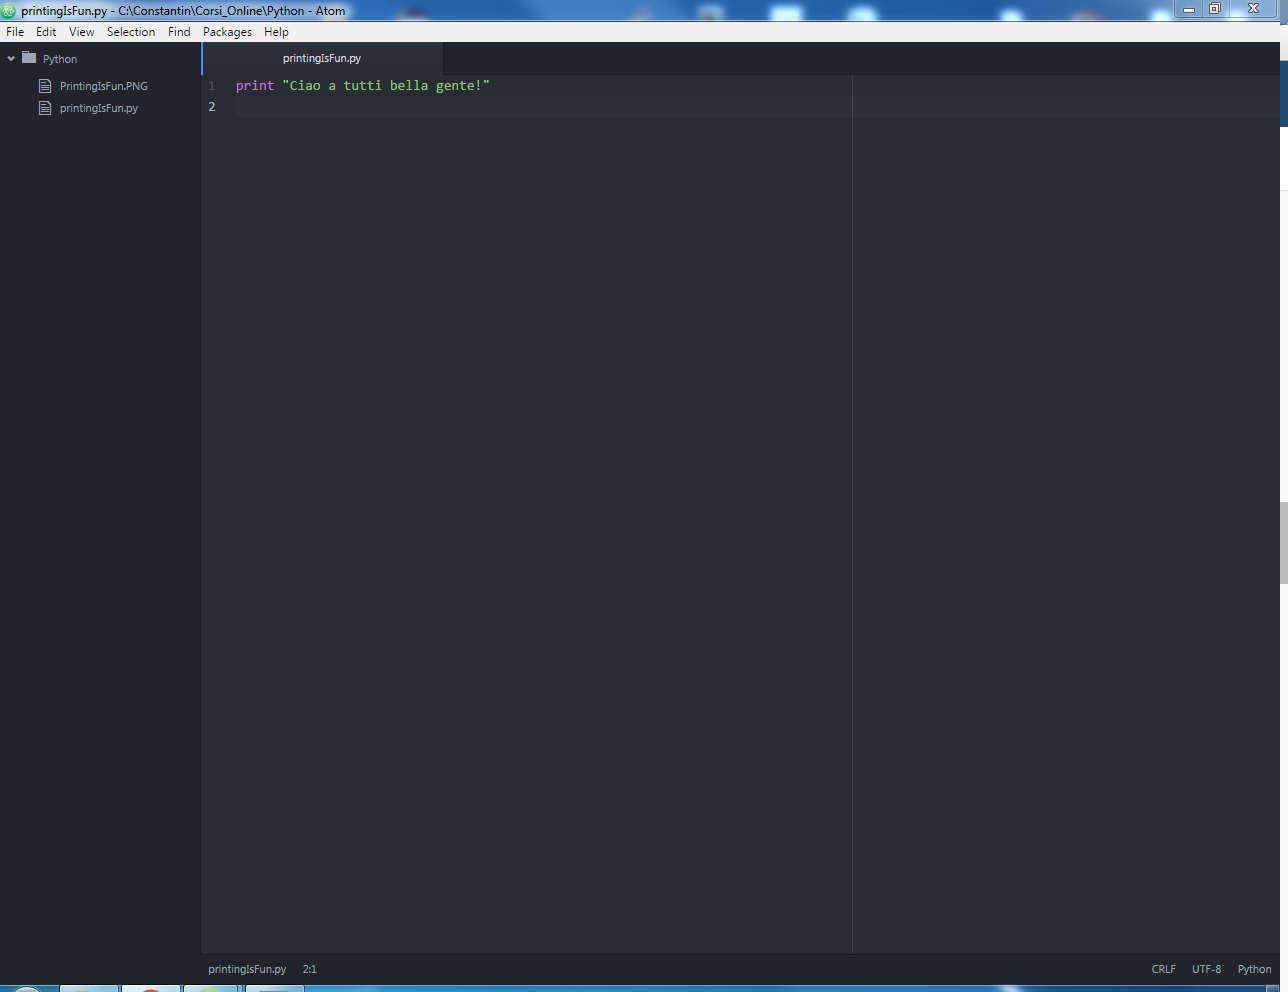 printingIsFun.py - C:\Constantin\Corsi_Online\Python - Atom
File Edit View Selection Find Packages Help
Python
PrintingIsFun.PNG
printingIsFun.py
printingIsFun.py
1 print "Ciao a tutti bella gente!"
2
printingIsFun.py 2:1 CRLF UTF-8 Python